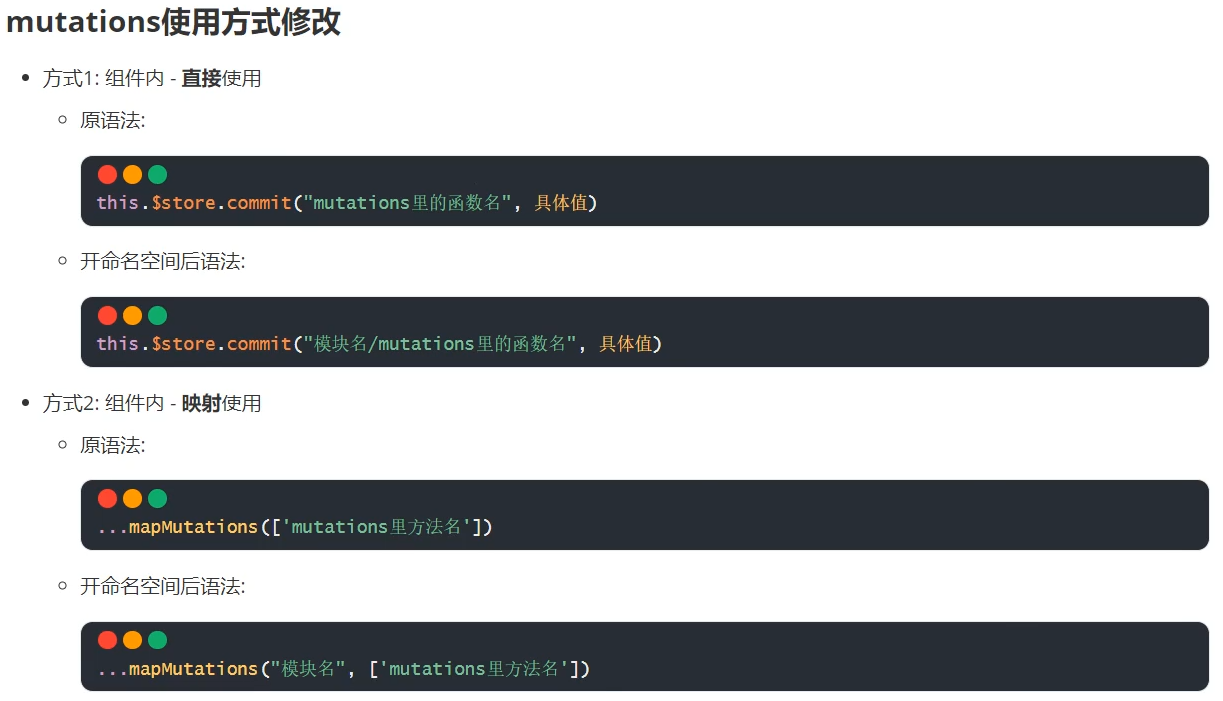 mutations使用方式修改
方式1: 组件内 - 直接使用
原语法:
this.$store.commit("mutations里的函数名", 具体值)
开命名空间后语法:
this.$store.commit("模块名/mutations里的函数名", 具体值)
方式2: 组件内 - 映射使用
原语法:
...mapMutations(['mutations里方法名'])
开命名空间后语法:
...mapMutations("模块名", ['mutations里方法名'])